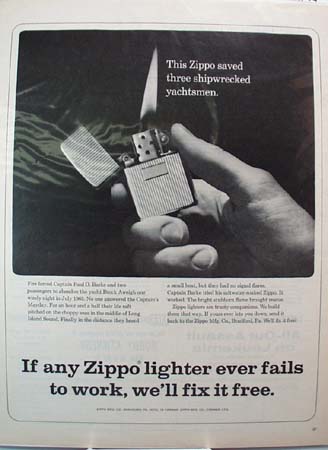 This Zippo saved
three shipwrecked
yachtsmen.
Fire forced Captain Fred D. Burke and two
passengers to abandon the yacht Beeck Awnigh one
windy night in July 1961. No one answered the Captain's
Mayday. For an hour and a half their life raft
pitched on the choppy seas in the middle of Long
Island Sound. Finally in the distance they heard
a small boat, but they had no signal flares.
Captain Burke tried his saltwater-soaked Zippo. It
worked! The bright stubborn flame brought rescue.
Zippo lighters are trusty companions. We build
them that way. If yours ever lets you down, send it
back to the Zippo Mfg. Co., Bradford, Pa. We'll fix it free.
If any Zippo lighter ever fails
to work, we'll fix it free.